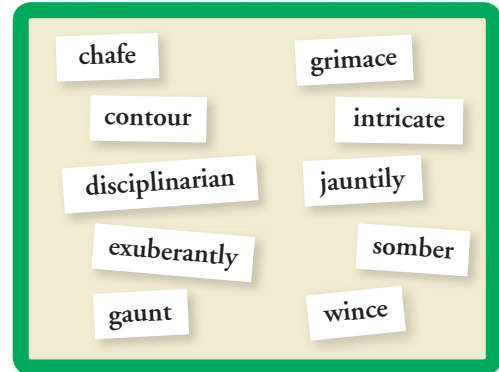 chafe
contour
disciplinarian
exuberantly
gaunt
grimace
intricate
jauntily
somber
wince